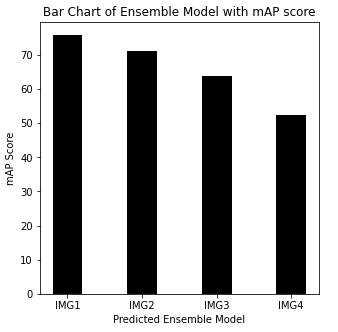 Bar Chart of Ensemble Model with mAP score
mAP Score
70
60
50
40
30
20
10
0
IMG1 IMG2 IMG3 IMG4
Predicted Ensemble Model